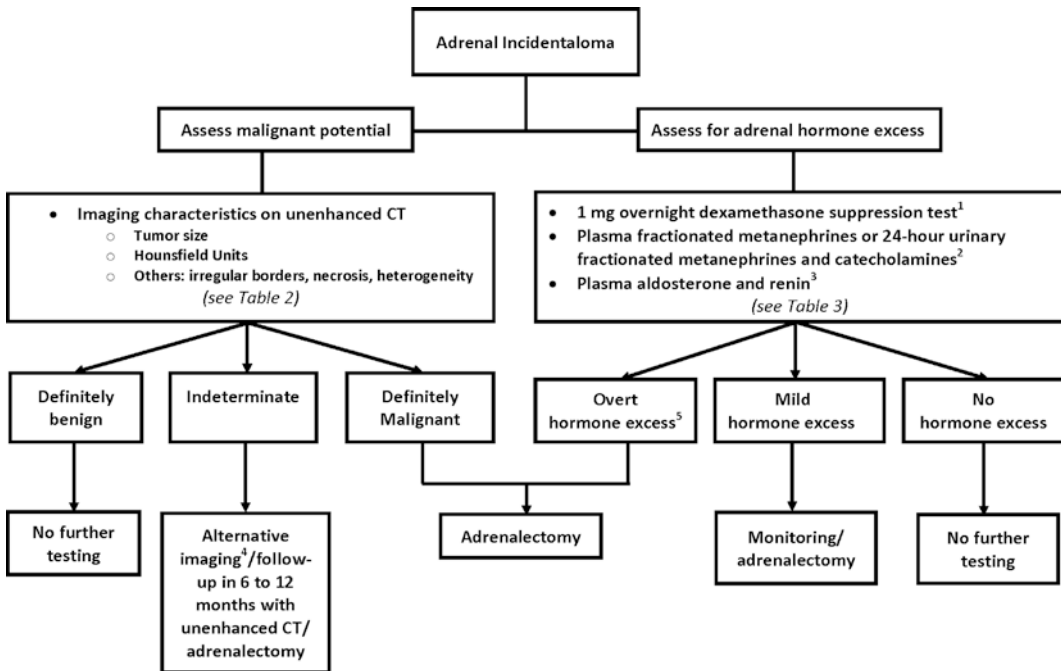 Adrenal Incidentaloma
Assess malignant potential
Assess for adrenal hormone excess
• Imaging characteristics on unenhanced CT
○ Tumor size
○ Hounsfield Units
○ Others: irregular borders, necrosis, heterogeneity
(see Table 2)
• 1 mg overnight dexamethasone suppression test¹
• Plasma fractionated metanephrines or 24-hour urinary
fractionated metanephrines and catecholamines²
• Plasma aldosterone and renin³
(see Table 3)
Definitely
benign
Indeterminate
Definitely
Malignant
Overt
hormone excess⁵
Mild
hormone excess
No
hormone excess
No further
testing
Alternative
imaging⁴/follow-
up in 6 to 12
months with
unenhanced CT/
adrenalectomy
Adrenalectomy
Monitoring/
adrenalectomy
No further
testing